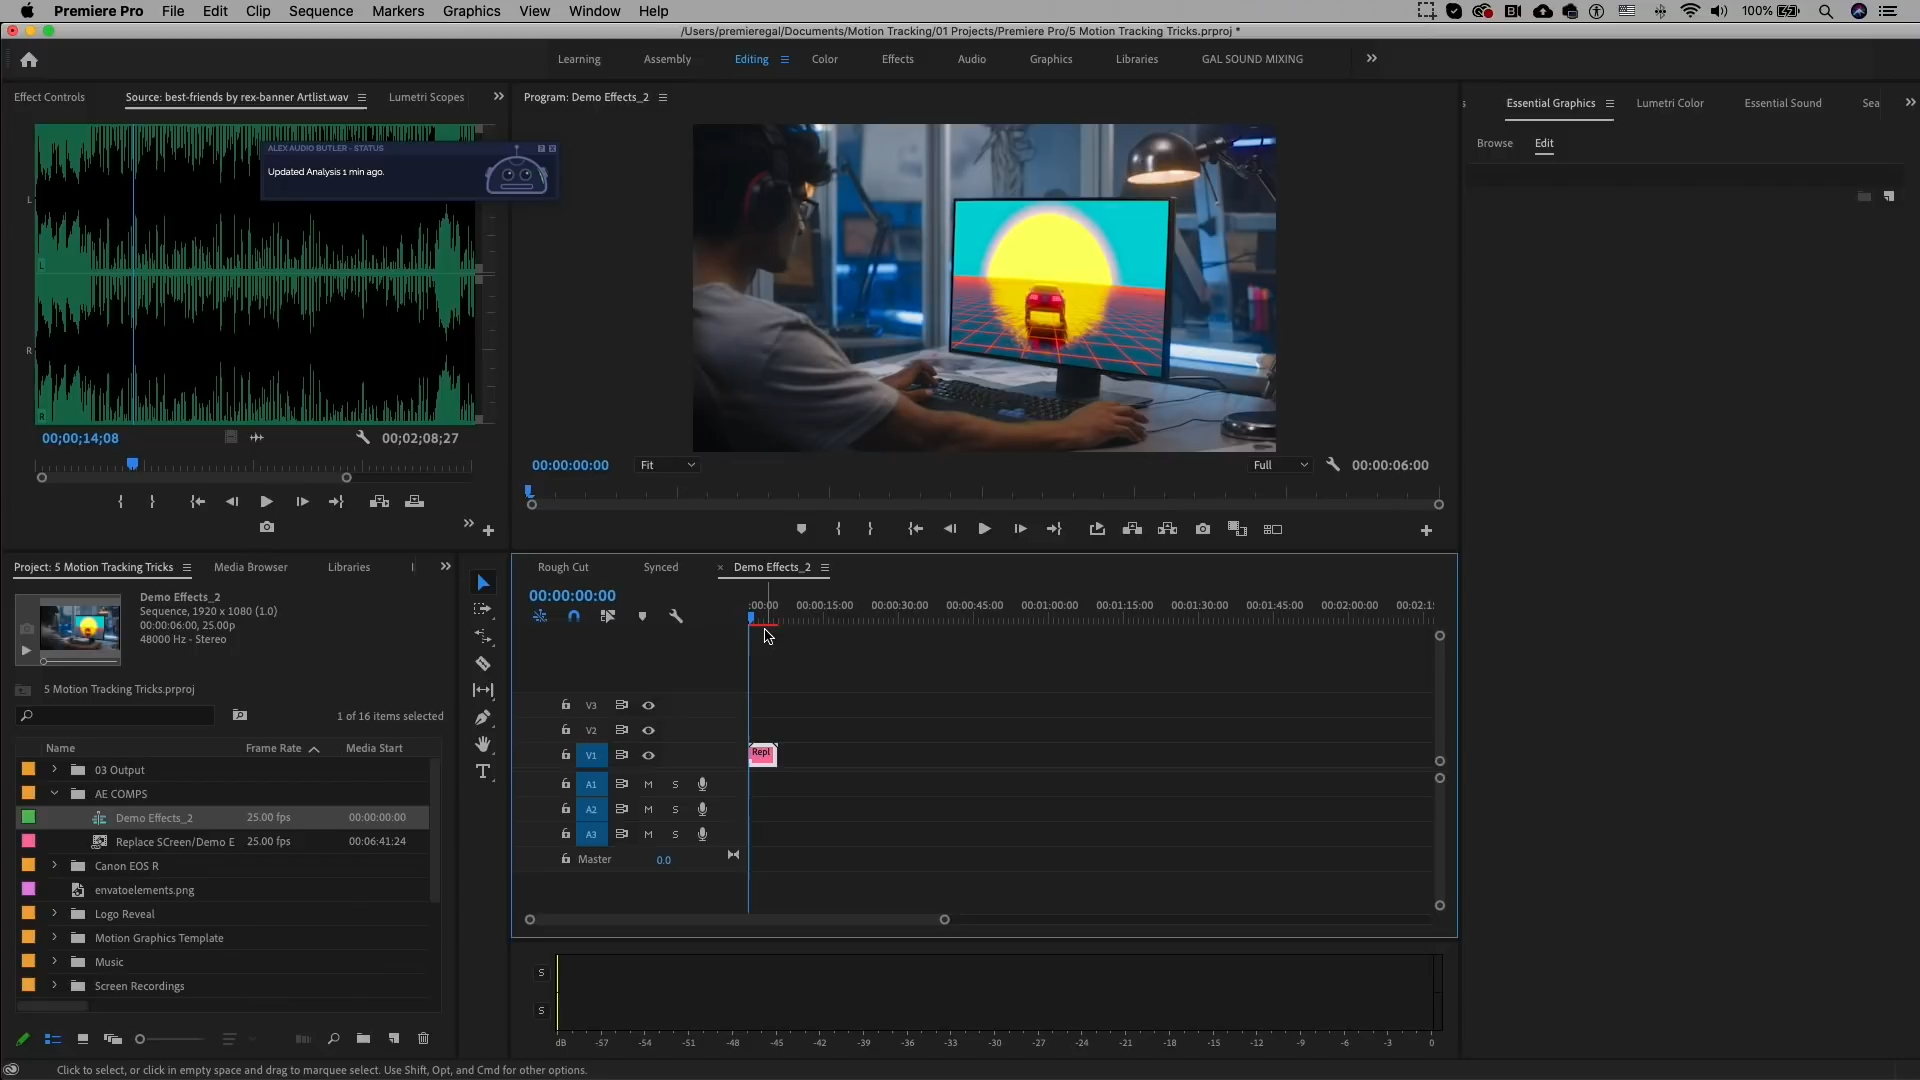 Premiere Pro File Edit Clip Sequence Markers Graphics View Window Help 100%
/Users/premieregal/Documents/Motion Tracking/01 Projects/Premiere Pro/5 Motion Tracking Tricks.prproj *
Learning Assembly Editing Color Effects Audio Graphics Libraries GAL SOUND MIXING
Effect Controls Source: best-friends by rex-banner Artlist.wav Lumetri Scopes
Program: Demo Effects_2
s Essential Graphics Lumetri Color Essential Sound Sea
Browse Edit
ALEX AUDIO BUTLER - STATUS
Updated Analysis 1 min ago.
L
L
R
R
00;00;14;08 00;02;08;27
00:00:00:00 Fit Full 00:00:06:00
Project: 5 Motion Tracking Tricks Media Browser Libraries
Demo Effects_2
Sequence, 1920 x 1080 (1.0)
00:00:06:00, 25.00p
48000 Hz - Stereo
5 Motion Tracking Tricks.prproj
1 of 16 items selected
Name Frame Rate Media Start
03 Output
AE COMPS
Demo Effects_2 25.00 fps 00:00:00:00
Replace SCreen/Demo E 25.00 fps 00:06:41:24
Canon EOS R
envatoelements.png
Logo Reveal
Motion Graphics Template
Music
Screen Recordings
Rough Cut Synced × Demo Effects_2
00:00:00:00
:00:00 00:00:15:00 00:00:30:00 00:00:45:00 00:01:00:00 00:01:15:00 00:01:30:00 00:01:45:00 00:02:00:00 00:02:15:
V3
V2
V1 Repl
A1 M S
A2 M S
A3 M S
Master 0.0
S
S
dB -57 -54 -51 -48 -45 -42 -39 -36 -33 -30 -27 -24 -21 -18 -15 -12 -9 -6 -3 0
Click to select, or click in empty space and drag to marquee select. Use Shift, Opt, and Cmd for other options.